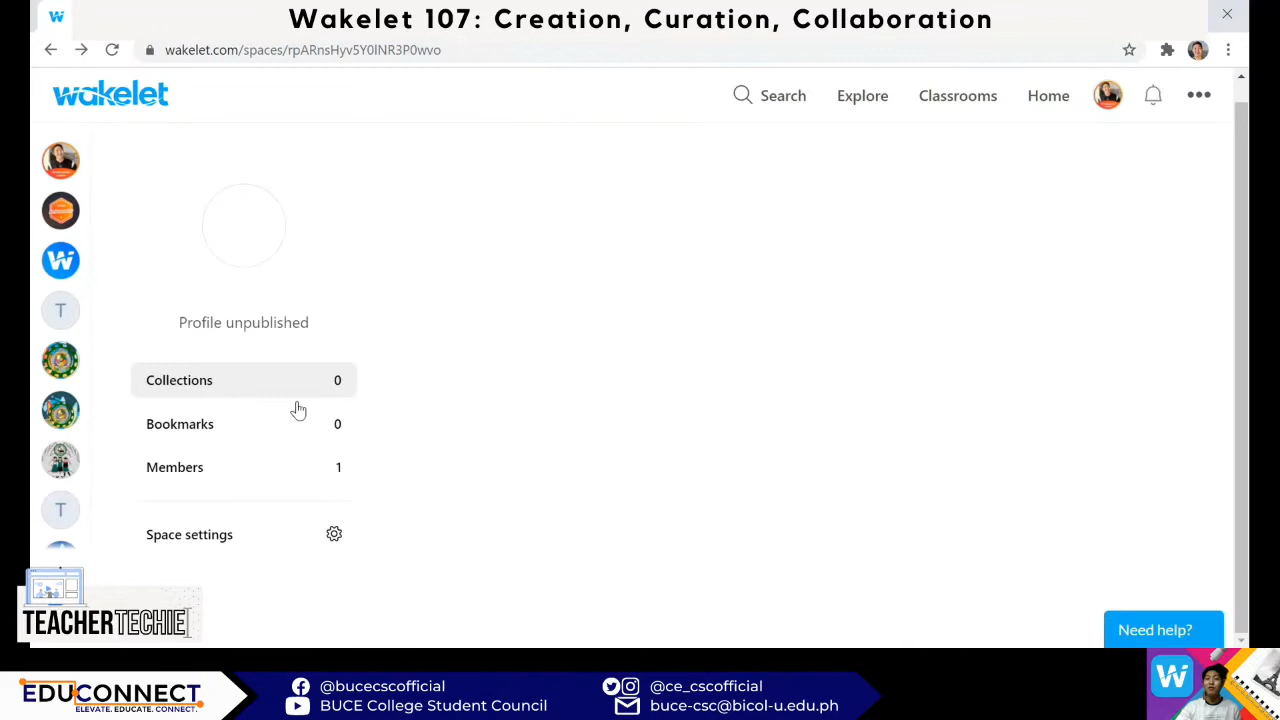 Wakelet 107: Creation, Curation, Collaboration
W
wakelet.com/spaces/rpARnsHyv5Y0INR3P0wvo
wakelet
Search
Explore
Classrooms
Home
W
T
T
Profile unpublished
Collections 0
Bookmarks 0
Members 1
Space settings
TEACHERTECHIE
Need help?
EDUCONNECT
ELEVATE. EDUCATE. CONNECT.
@bucecscofficial
BUCE College Student Council
@ce_cscofficial
buce-csc@bicol-u.edu.ph
W